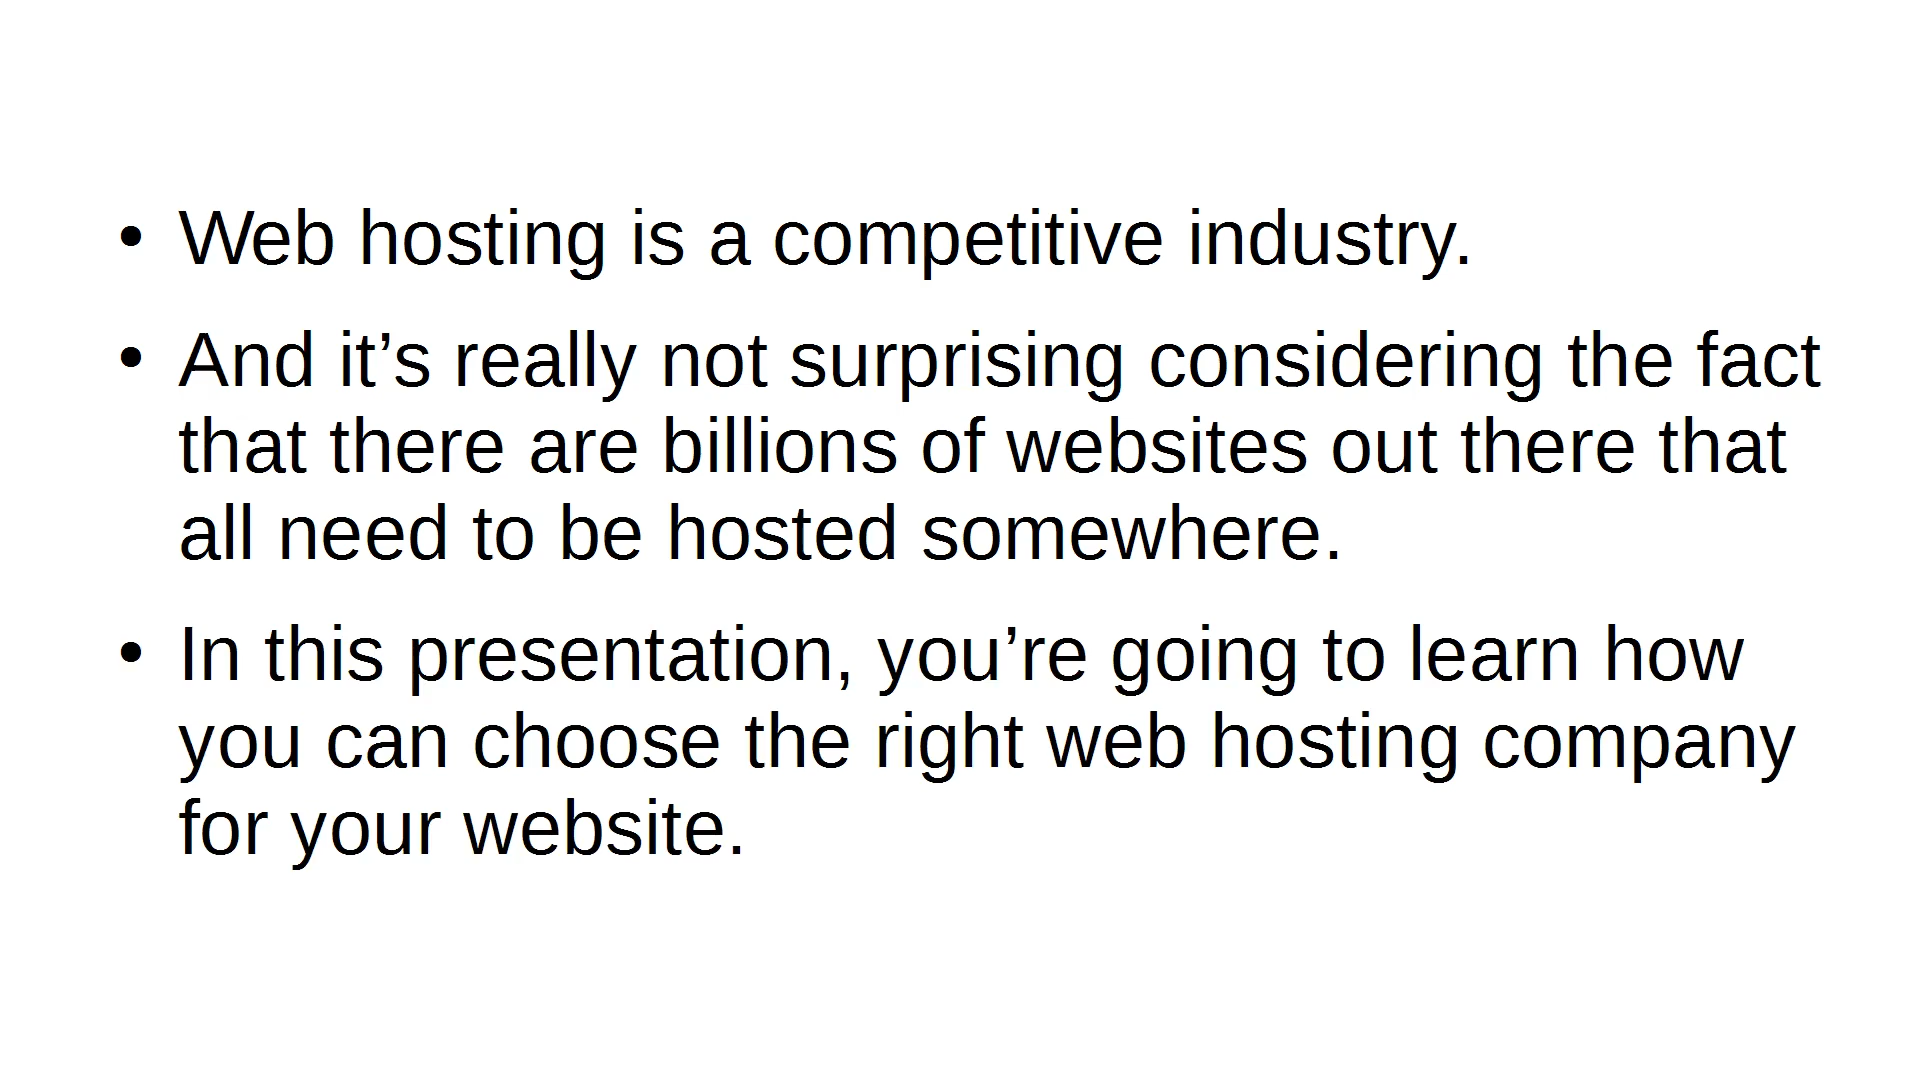 • Web hosting is a competitive industry.
• And it’s really not surprising considering the fact
that there are billions of websites out there that
all need to be hosted somewhere.
• In this presentation, you’re going to learn how
you can choose the right web hosting company
for your website.